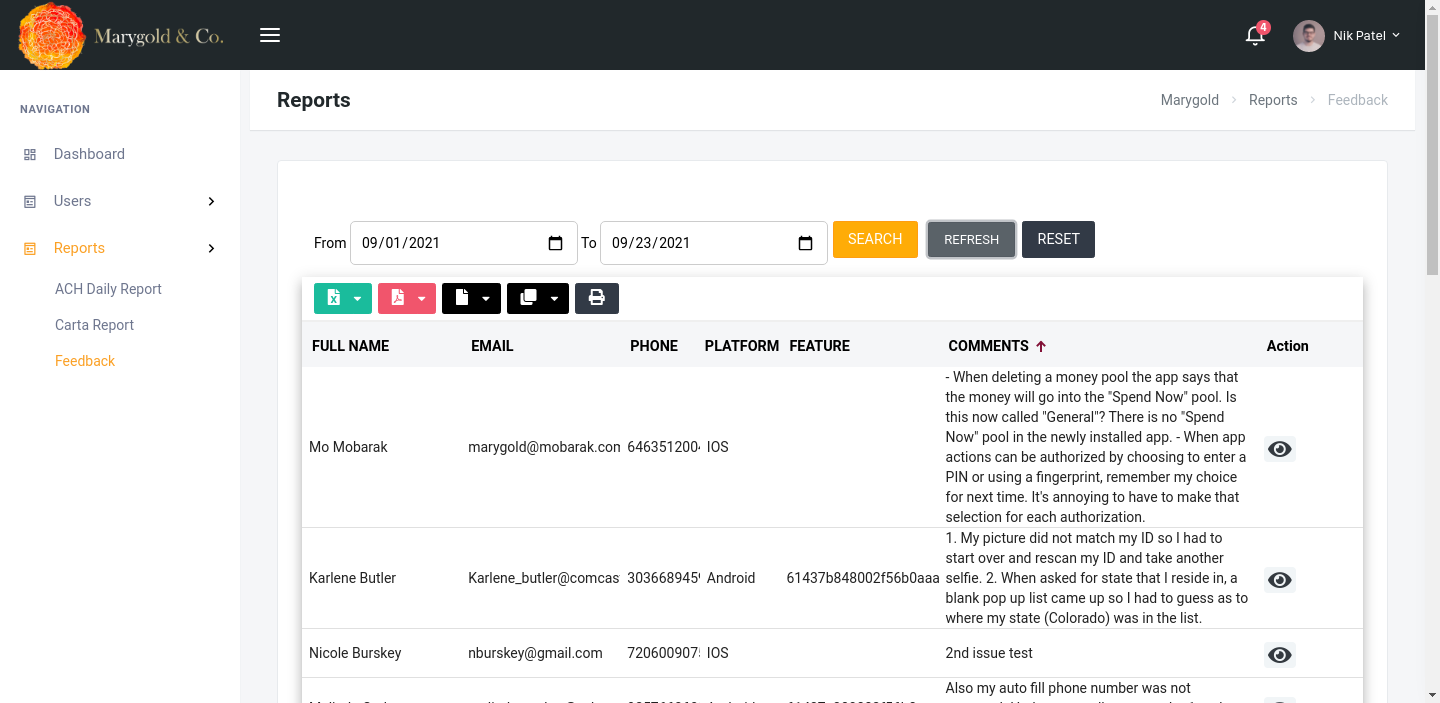 Marygold & Co.
4
Nik Patel
NAVIGATION
Dashboard
Users
Reports
ACH Daily Report
Carta Report
Feedback
Reports
Marygold
Reports
Feedback
From 09/01/2021 To 09/23/2021 SEARCH REFRESH RESET
FULL NAME EMAIL PHONE PLATFORM FEATURE COMMENTS Action
Mo Mobarak marygold@mobarak.con 646351200 IOS
- When deleting a money pool the app says that
the money will go into the "Spend Now" pool. Is
this now called "General"? There is no "Spend
Now" pool in the newly installed app. - When app
actions can be authorized by choosing to enter a
PIN or using a fingerprint, remember my choice
for next time. It's annoying to have to make that
selection for each authorization.
Karlene Butler Karlene_butler@comcas 303668945 Android 61437b848002f56b0aaa
1. My picture did not match my ID so I had to
start over and rescan my ID and take another
selfie. 2. When asked for state that I reside in, a
blank pop up list came up so I had to guess as to
where my state (Colorado) was in the list.
Nicole Burskey nburskey@gmail.com 720600907 IOS 2nd issue test
Also my auto fill phone number was not